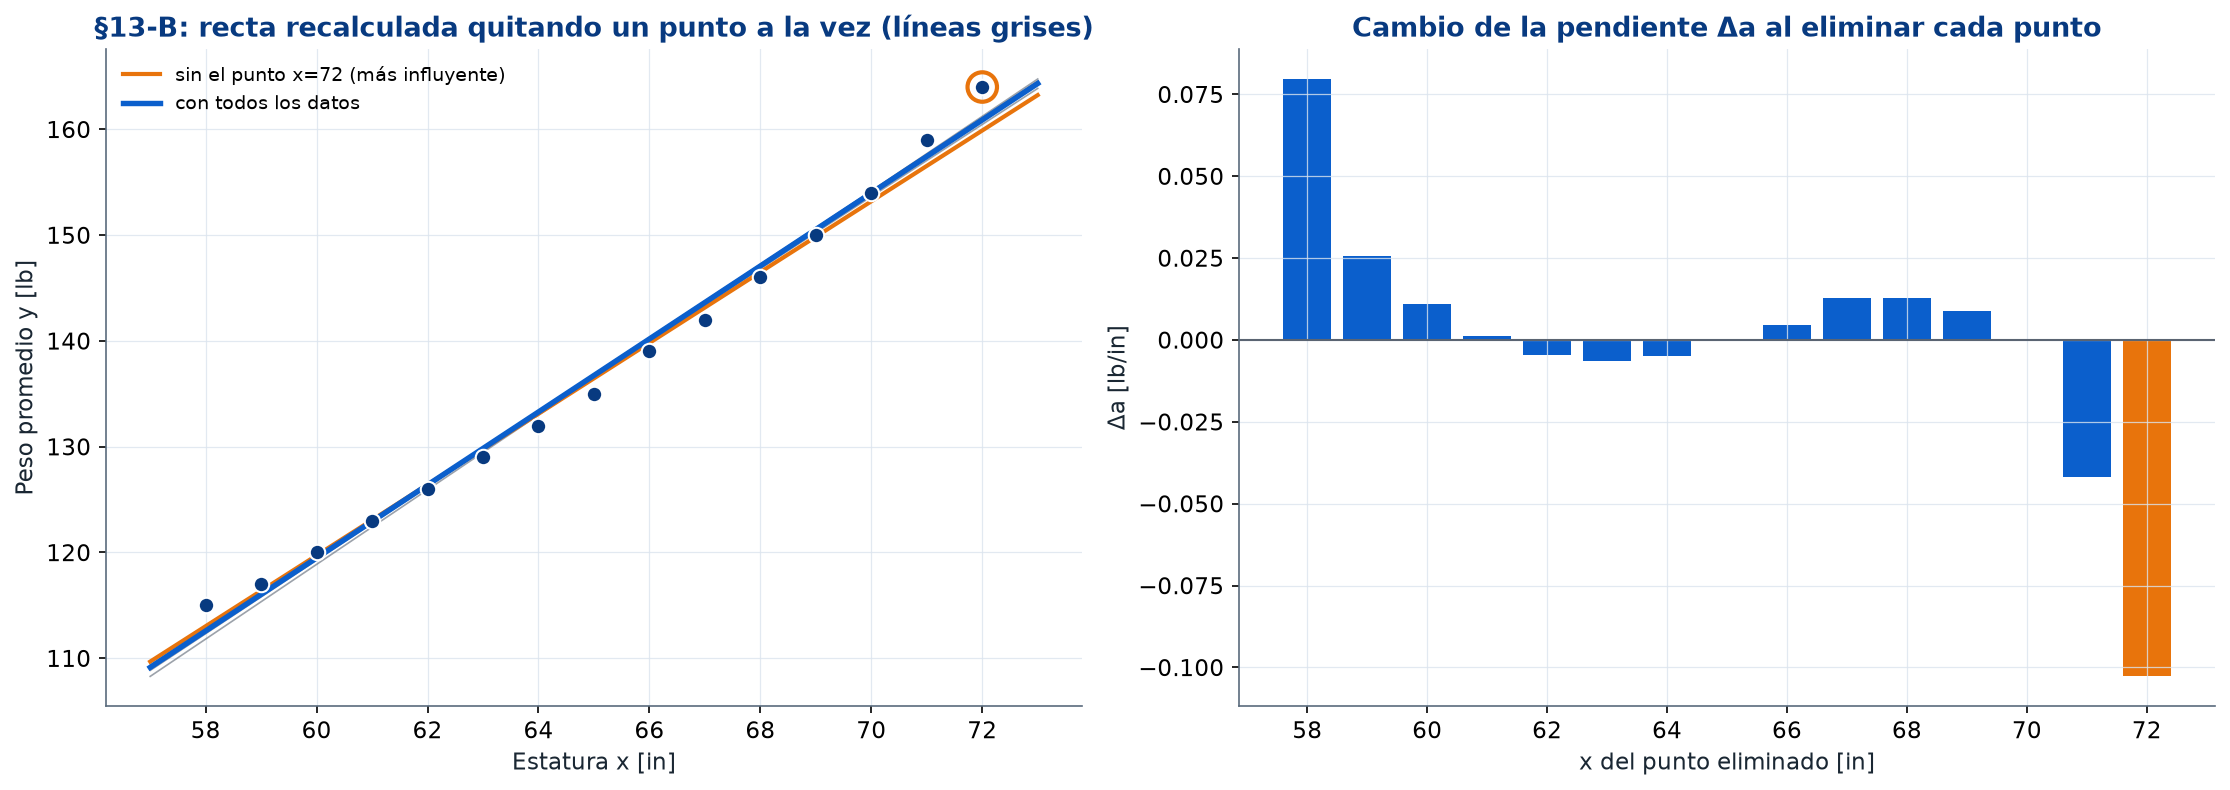 §13-B: recta recalculada quitando un punto a la vez (líneas grises)
sin el punto x=72 (más influyente)
con todos los datos
160
150
140
130
120
110
Peso promedio y [lb]
58 60 62 64 66 68 70 72
Estatura x [in]
Cambio de la pendiente Δa al eliminar cada punto
0.075
0.050
0.025
0.000
−0.025
−0.050
−0.075
−0.100
Δa [lb/in]
58 60 62 64 66 68 70 72
x del punto eliminado [in]